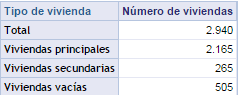 Tipo de vivienda Número de viviendas
Total 2.940
Viviendas principales 2.165
Viviendas secundarias 265
Viviendas vacías 505